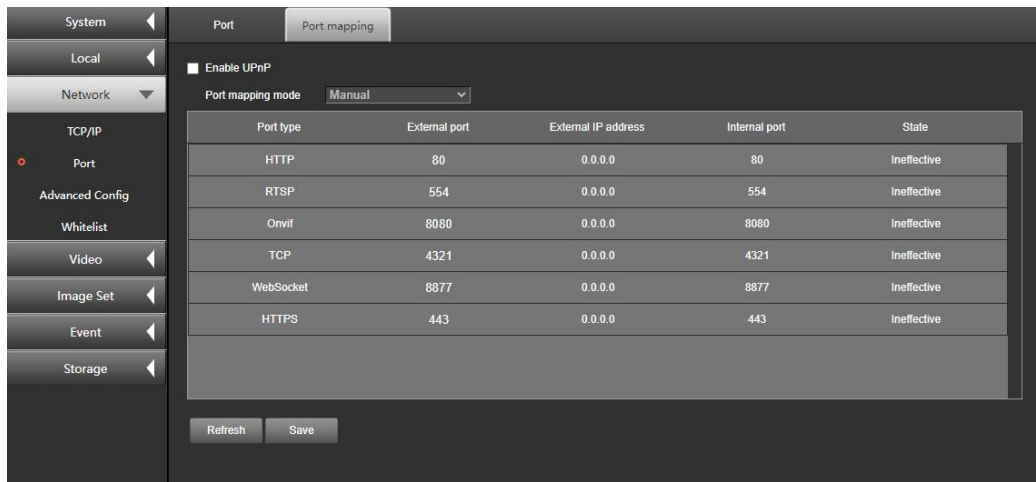 System
Local
Network
TCP/IP
Port
Advanced Config
Whitelist
Video
Image Set
Event
Storage
Port Port mapping
Enable UPnP
Port mapping mode Manual
Port type External port External IP address Internal port State
HTTP 80 0.0.0.0 80 Ineffective
RTSP 554 0.0.0.0 554 Ineffective
Onvif 8080 0.0.0.0 8080 Ineffective
TCP 4321 0.0.0.0 4321 Ineffective
WebSocket 8877 0.0.0.0 8877 Ineffective
HTTPS 443 0.0.0.0 443 Ineffective
Refresh Save